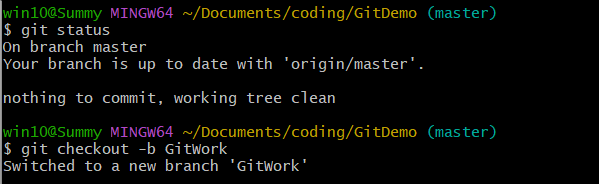 win10@Summy MINGW64 ~/Documents/coding/GitDemo (master)
$ git status
On branch master
Your branch is up to date with 'origin/master'.
nothing to commit, working tree clean
win10@Summy MINGW64 ~/Documents/coding/GitDemo (master)
$ git checkout -b GitWork
Switched to a new branch 'GitWork'